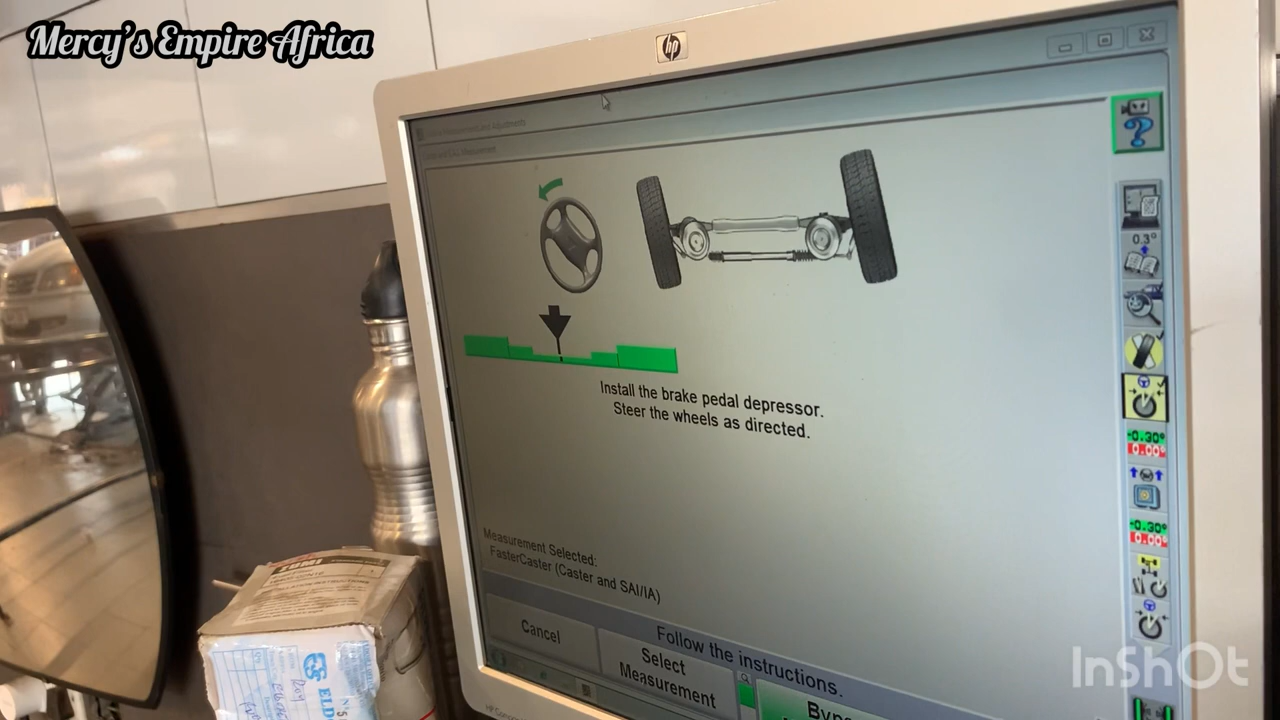 Mercy's Empire Africa
hp
0.3°
Install the brake pedal depressor.
Steer the wheels as directed.
-0.30°
0.00°
-0.30°
0.00°
Measurement Selected:
FasterCaster (Caster and SAI/IA)
Follow the instructions.
Cancel
Select
Measurement
InShOt